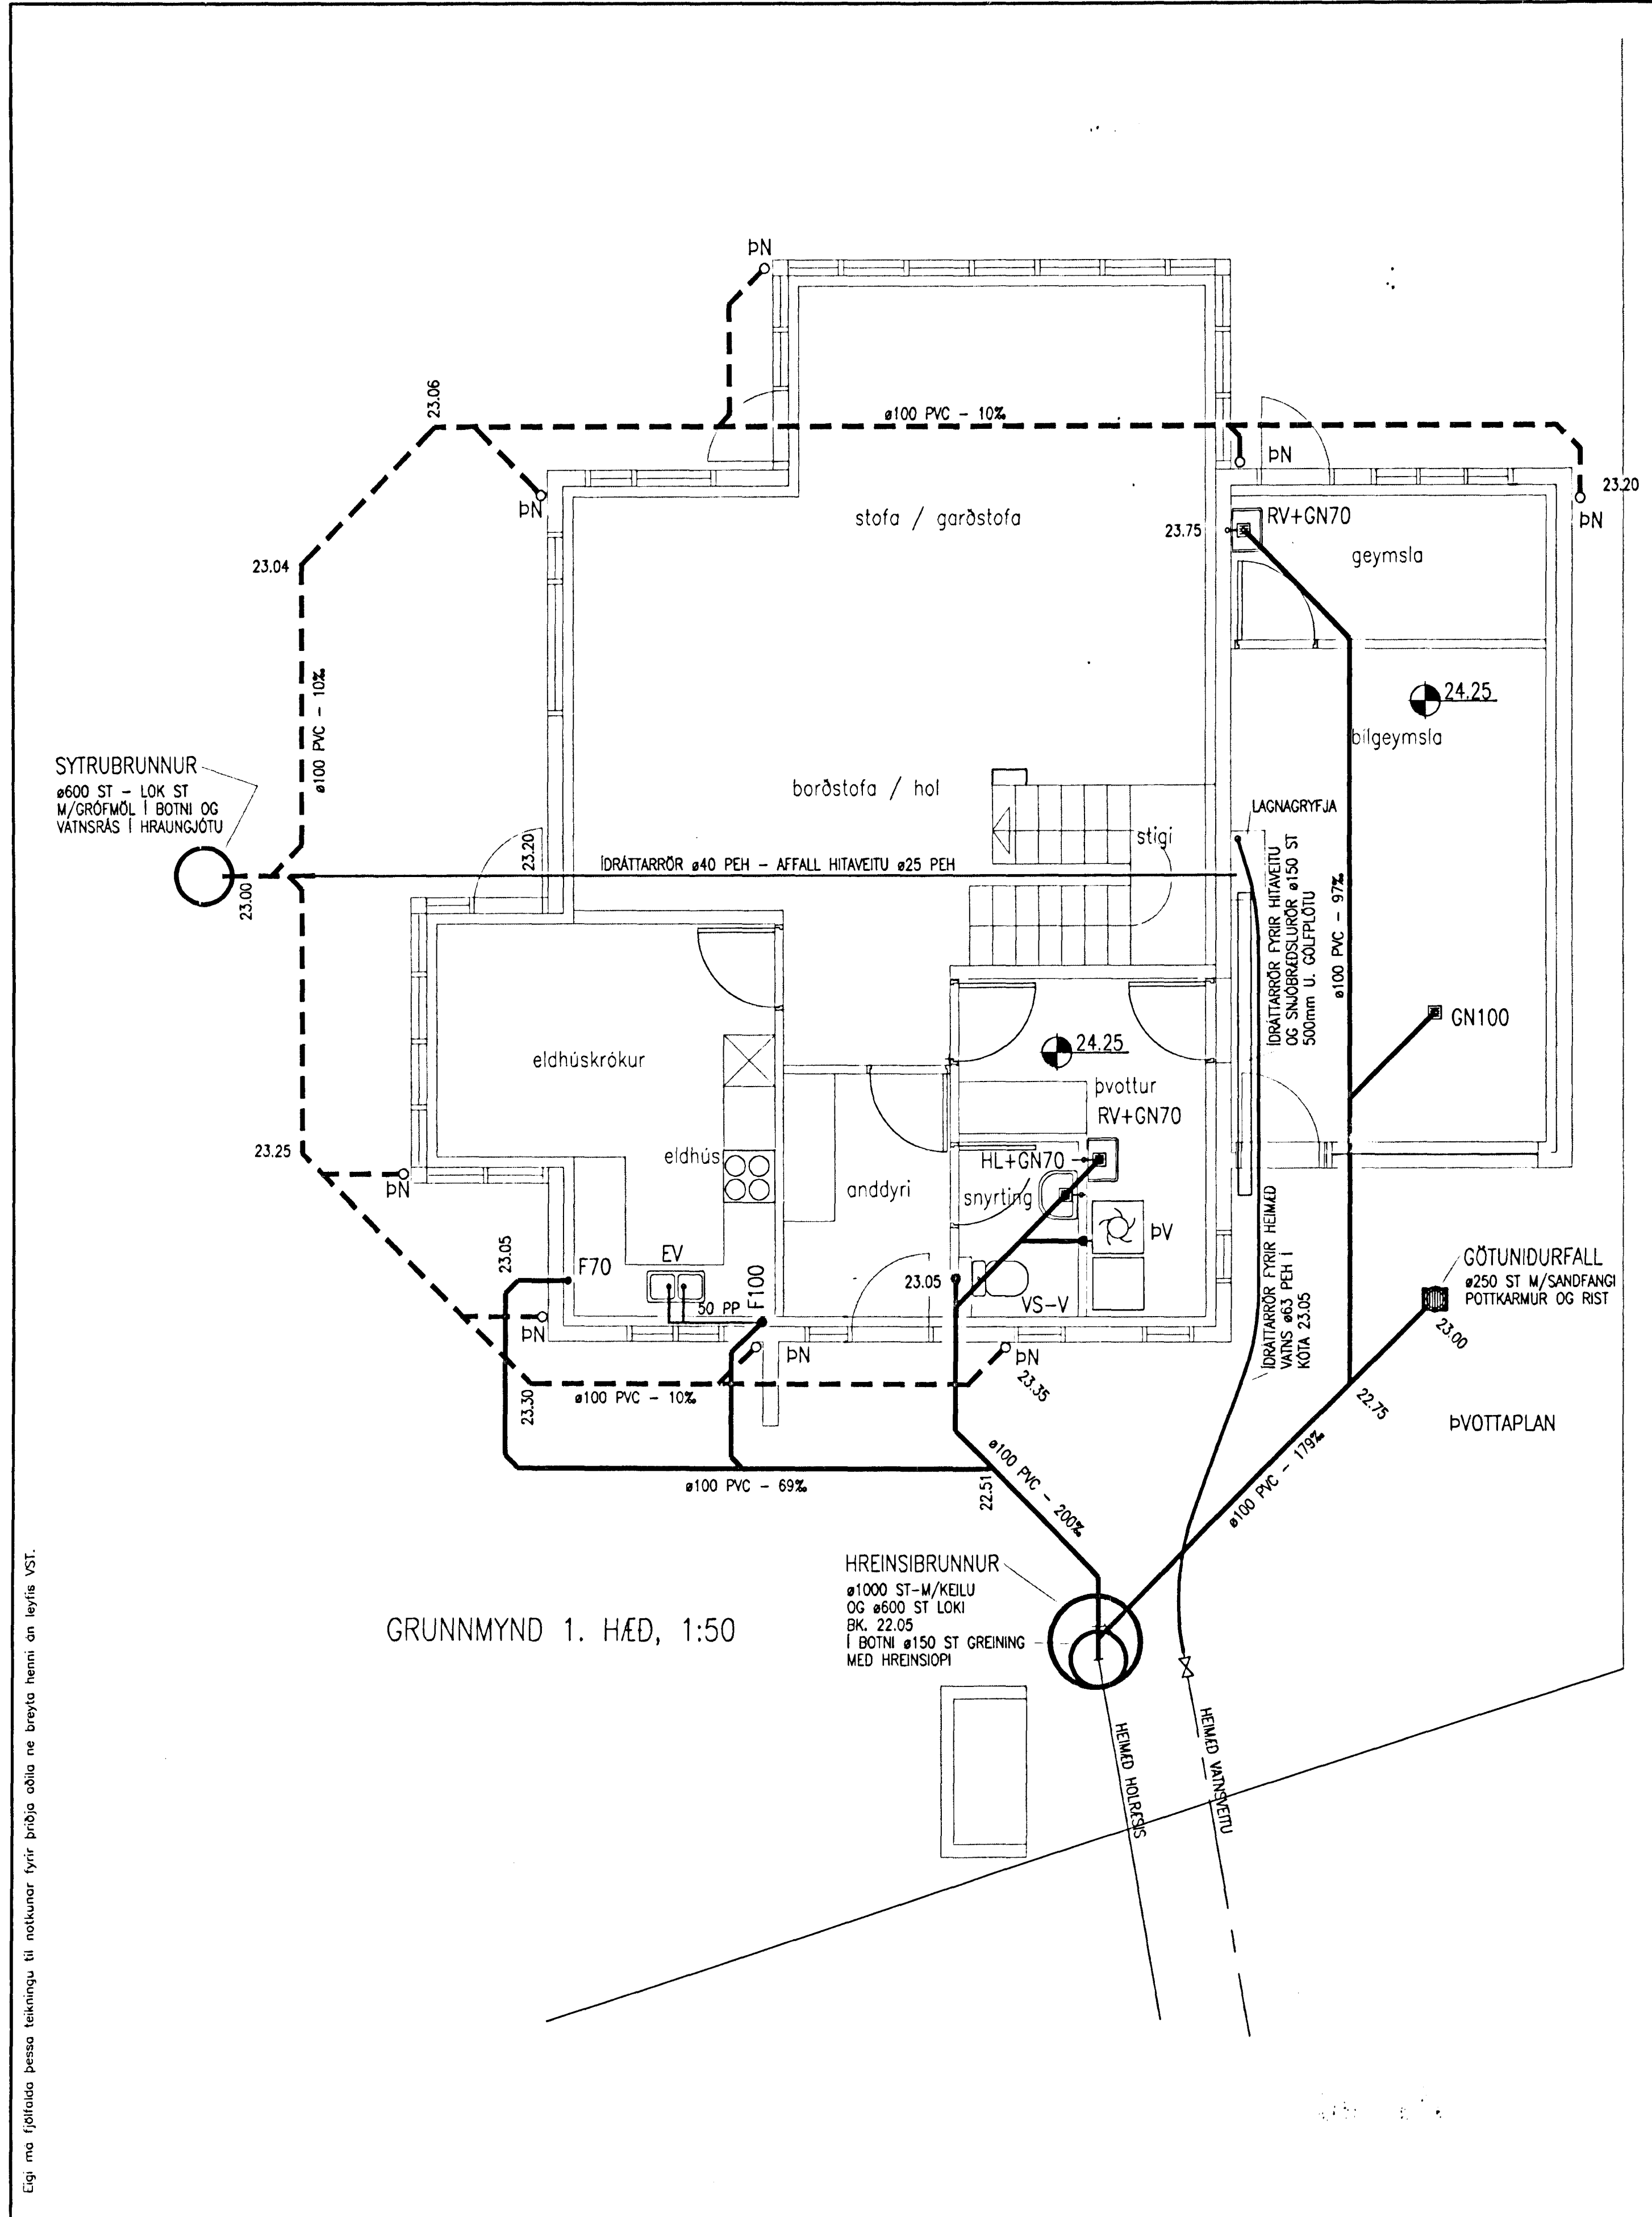 ÞN
23.06
ø100 PVC - 10‰
ÞN
23.20
ÞN
ÞN
stofa / garðstofa
RV+GN70
23.75
geymsla
23.04
24.25
bílgeymsla
ø100 PVC - 10‰
SYTRUBRUNNUR
ø600 ST - LOK ST
M/GRÓFMÖL Í BOTNI OG
VATNSRÁS Í HRAUNGJÓTU
borðstofa / hol
LAGNAGRYFJA
stigi
23.20
ÍDRÁTTARRÖR ø40 PEH - AFFALL HITAVEITU ø25 PEH
23.00
ÍDRÁTTARRÖR FYRIR HITAVEITU
OG SNJÓBRÆDSLURÖR ø150 ST
500mm U. GÓLFPLÖTU
ø100 PVC - 97‰
GN100
24.25
eldhúskrókur
þvottur
RV+GN70
23.25
eldhús
HL+GN70
ÞN
anddyri
snyrting
ÞV
23.05
F70
EV
F100
50 PP
23.05
VS-V
ÍDRÁTTARRÖR FYRIR HEIMÆD
VATNS ø63 PEH Í
KÓTA 23.05
GÖTUNIÐURFALL
ø250 ST M/SANDFANGI
POTTKARMUR OG RIST
23.00
ÞN
ÞN
ÞN
23.35
23.30
ø100 PVC - 10‰
22.75
ÞVOTTAPLAN
ø100 PVC - 69‰
22.51
ø100 PVC - 200‰
ø100 PVC - 179‰
HREINSIBRUNNUR
ø1000 ST-M/KEILU
OG ø600 ST LOKI
BK. 22.05
Í BOTNI ø150 ST GREINING
MED HREINSIOPI
GRUNNMYND 1. HÆÐ, 1:50
HEIMÆD HOLRÆSIS
HEIMÆD VATNSVEITU
Eigi má fjölfalda þessa teikningu til notkunar fyrir þriðja aðila né breyta henni án leyfis VST.